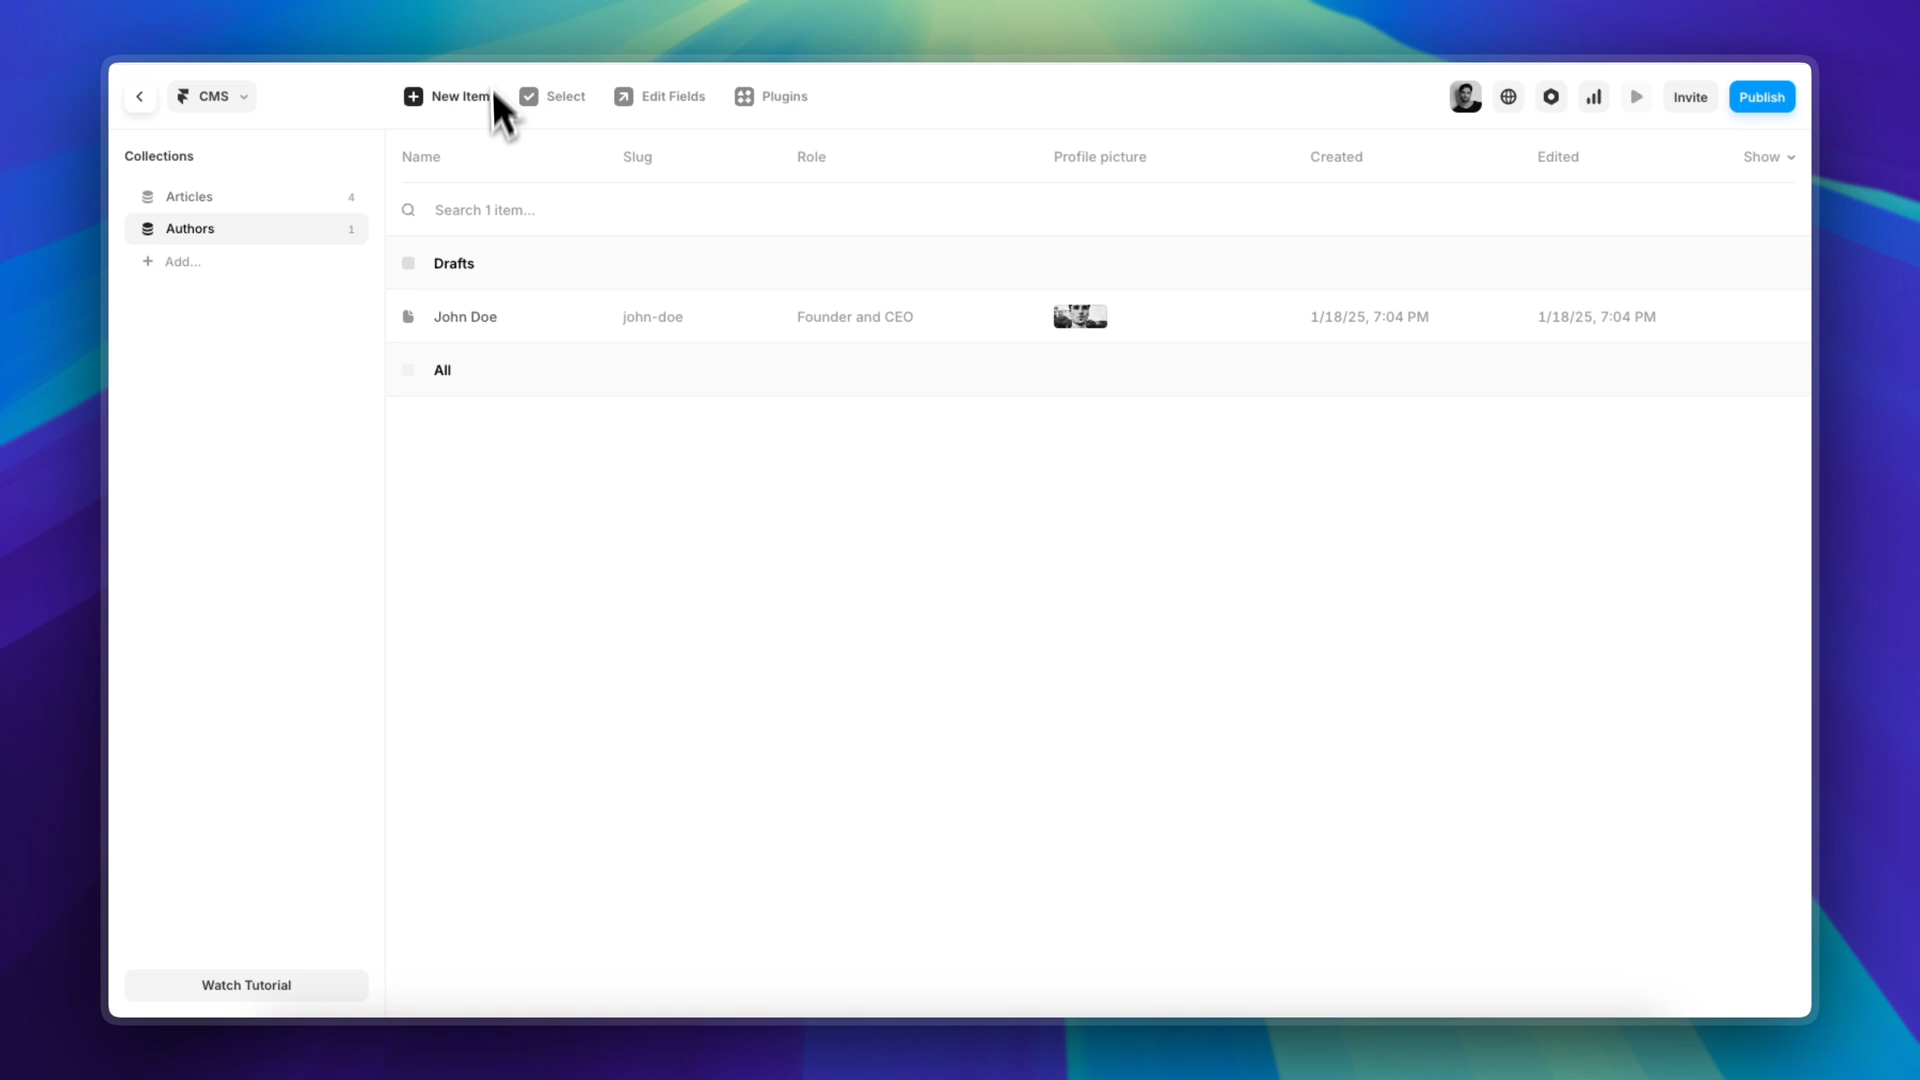 CMS
New Item
Select
Edit Fields
Plugins
Invite
Publish
Collections
Articles 4
Authors 1
Add...
Watch Tutorial
Name Slug Role Profile picture Created Edited Show
Search 1 item...
Drafts
John Doe john-doe Founder and CEO 1/18/25, 7:04 PM 1/18/25, 7:04 PM
All